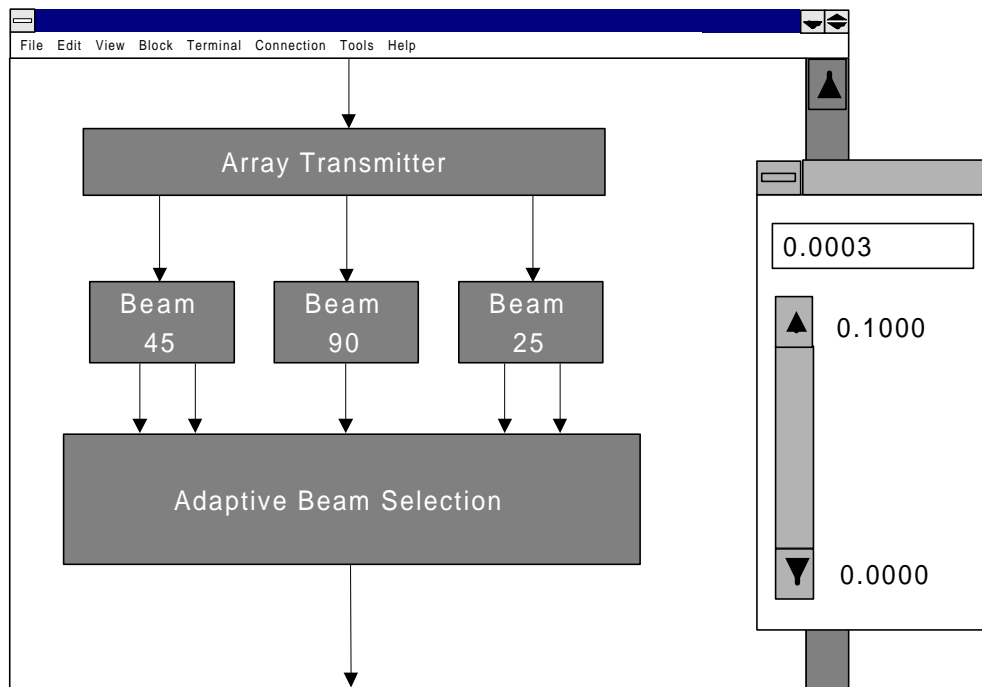 File Edit View Block Terminal Connection Tools Help
Array Transmitter
Beam
45
Beam
90
Beam
25
Adaptive Beam Selection
0.0003
0.1000
0.0000